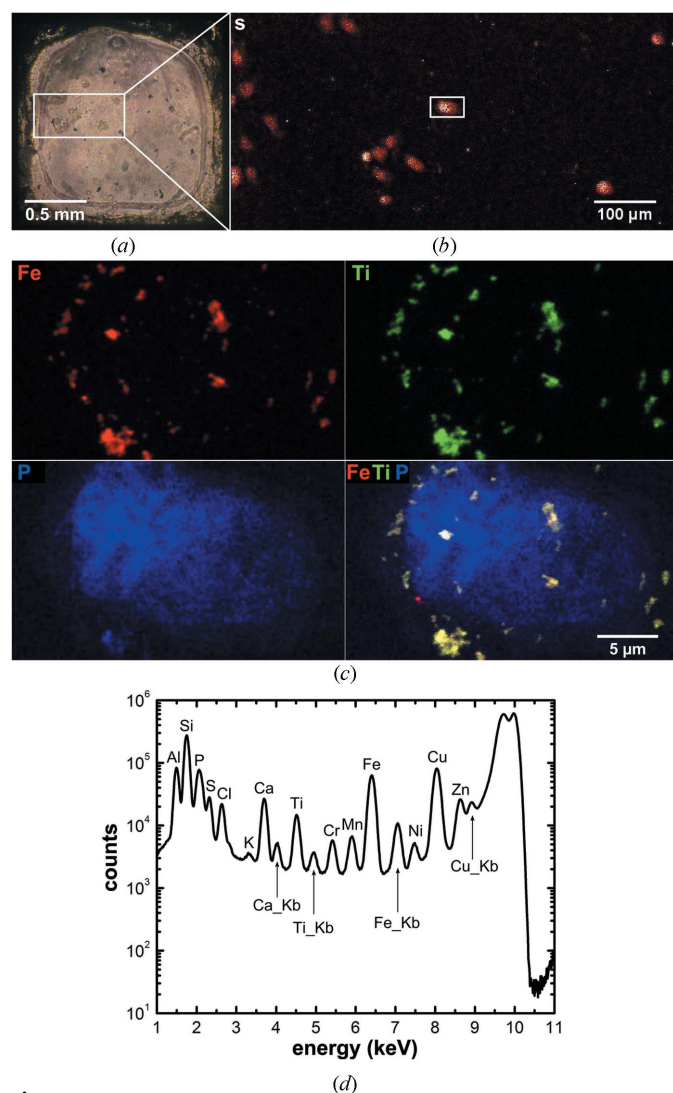 s
0.5 mm
100 µm
(a)
(b)
Fe
Ti
P
Fe Ti P
5 µm
(c)
10^6
10^5
10^4
10^3
10^2
10^1
counts
Al
Si
P
S
Cl
K
Ca
Ca_Kb
Ti
Ti_Kb
Cr
Mn
Fe
Fe_Kb
Ni
Cu
Zn
Cu_Kb
1 2 3 4 5 6 7 8 9 10 11
energy (keV)
(d)